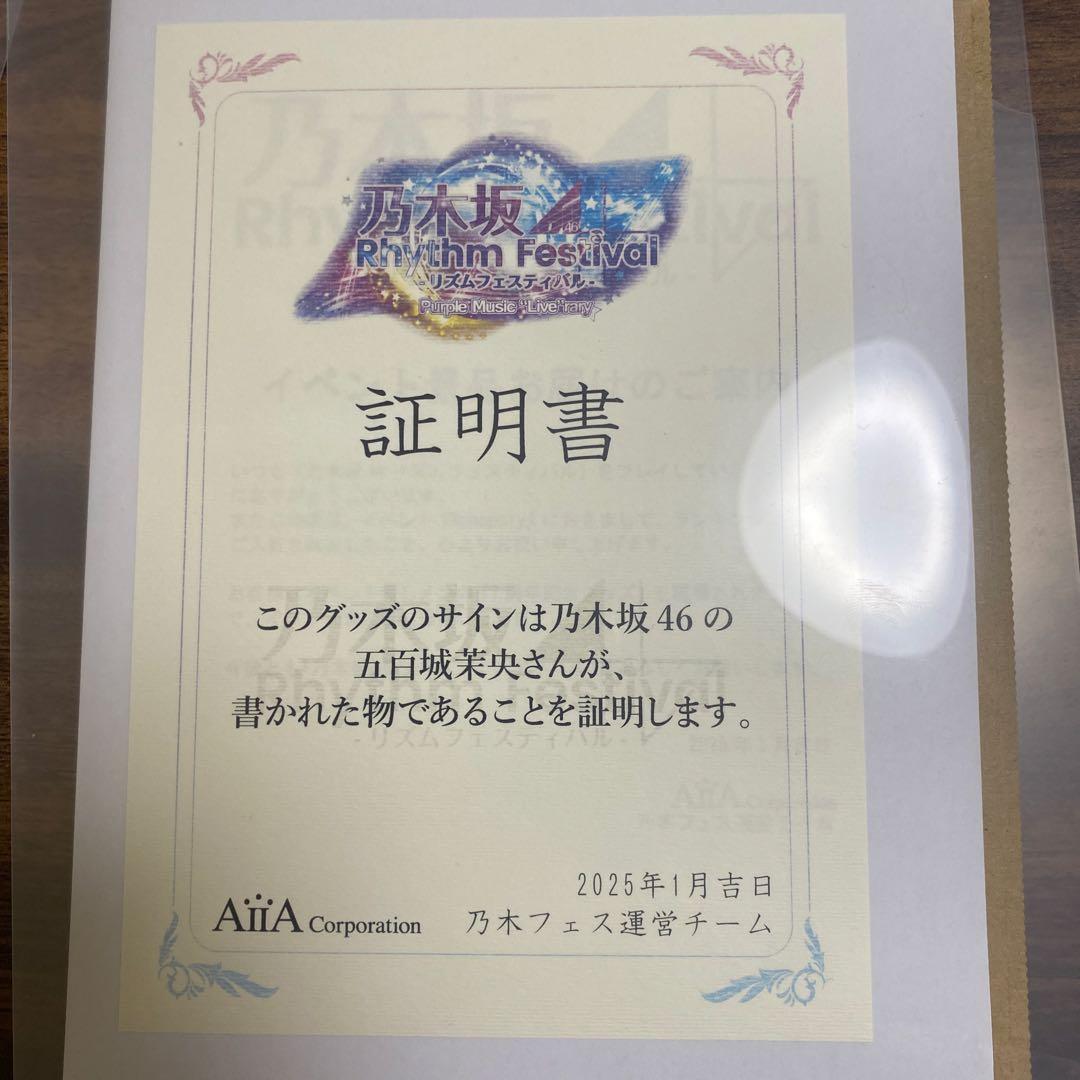 乃木坂46
Rhythm Festival
- リズムフェスティバル -
Purple Music "Live"rary
証明書
このグッズのサインは乃木坂46の
五百城茉央さんが、
書かれた物であることを証明します。
2025年1月吉日
AiiA Corporation
乃木フェス運営チーム